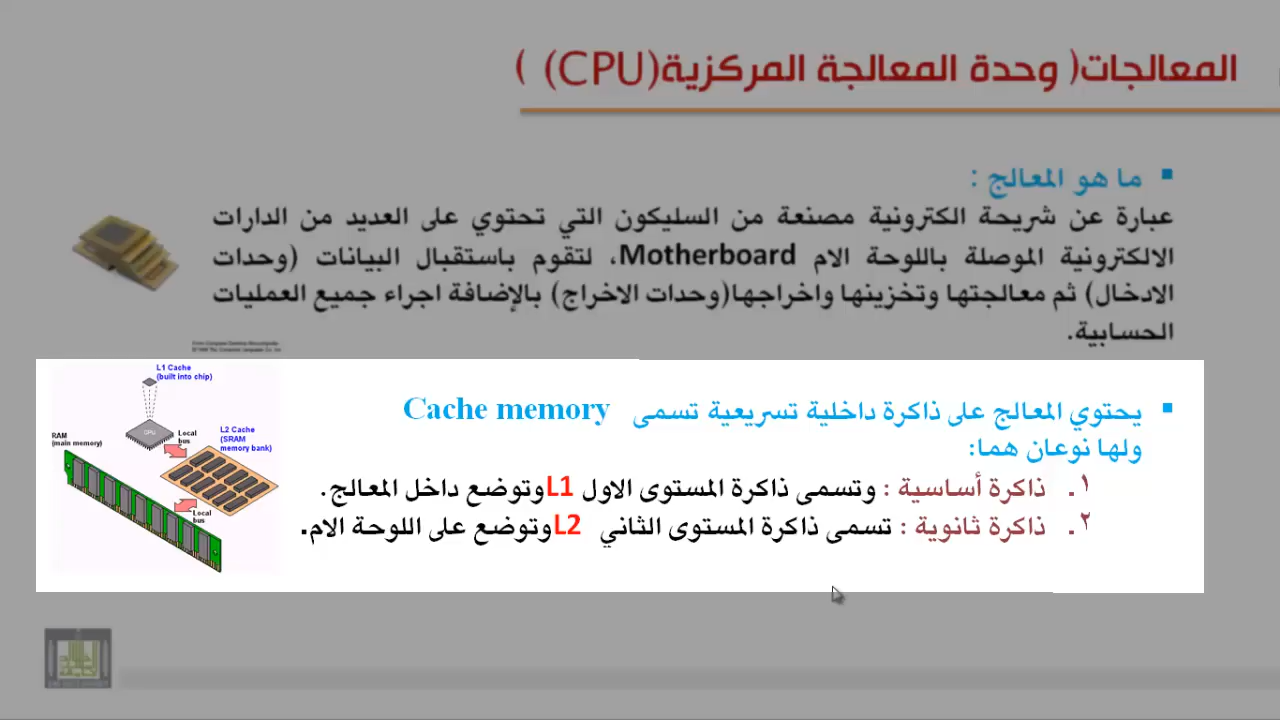 المعالجات( وحدة المعالجة المركزية(CPU) )
ما هو المعالج :
عبارة عن شريحة الكترونية مصنعة من السليكون التي تحتوي على العديد من الدارات
الالكترونية الموصلة باللوحة الام Motherboard، لتقوم باستقبال البيانات (وحدات
الادخال) ثم معالجتها وتخزينها واخراجها(وحدات الاخراج) بالإضافة اجراء جميع العمليات
الحسابية.
يحتوي المعالج على ذاكرة داخلية تسريعية تسمى Cache memory
ولها نوعان هما:
١. ذاكرة أساسية : وتسمى ذاكرة المستوى الاول L1 وتوضع داخل المعالج.
٢. ذاكرة ثانوية : تسمى ذاكرة المستوى الثاني L2 وتوضع على اللوحة الام.
L1 Cache
(built into chip)
CPU
Local
bus
L2 Cache
(SRAM
memory bank)
RAM
(main memory)
Local
bus